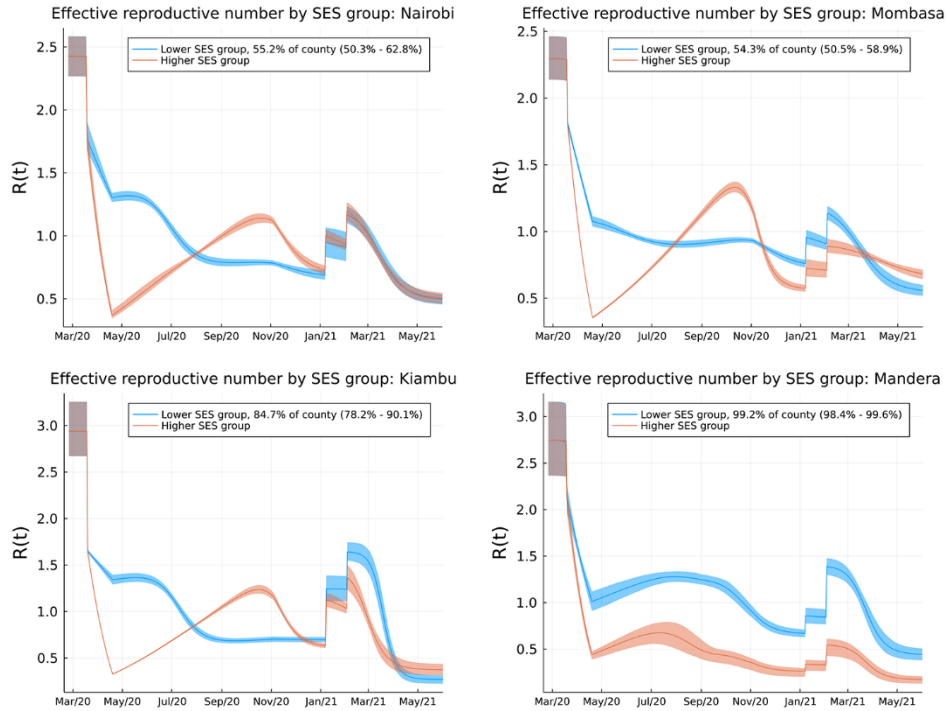 Effective reproductive number by SES group: Nairobi
Lower SES group, 55.2% of county (50.3% - 62.8%)
Higher SES group
R(t)
2.5
2.0
1.5
1.0
0.5
Mar/20 May/20 Jul/20 Sep/20 Nov/20 Jan/21 Mar/21 May/21
Effective reproductive number by SES group: Mombasa
Lower SES group, 54.3% of county (50.5% - 58.9%)
Higher SES group
R(t)
2.5
2.0
1.5
1.0
0.5
Mar/20 May/20 Jul/20 Sep/20 Nov/20 Jan/21 Mar/21 May/21
Effective reproductive number by SES group: Kiambu
Lower SES group, 84.7% of county (78.2% - 90.1%)
Higher SES group
R(t)
3.0
2.5
2.0
1.5
1.0
0.5
Mar/20 May/20 Jul/20 Sep/20 Nov/20 Jan/21 Mar/21 May/21
Effective reproductive number by SES group: Mandera
Lower SES group, 99.2% of county (98.4% - 99.6%)
Higher SES group
R(t)
3.0
2.5
2.0
1.5
1.0
0.5
Mar/20 May/20 Jul/20 Sep/20 Nov/20 Jan/21 Mar/21 May/21